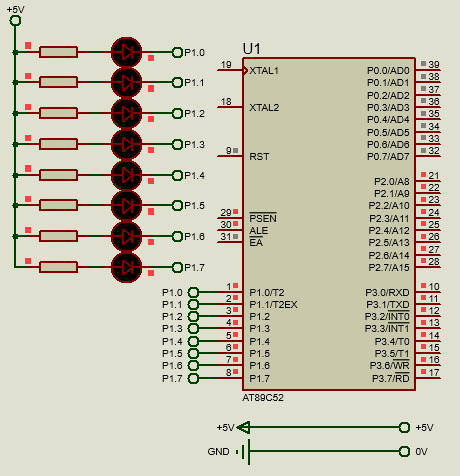 +5V
P1.0
P1.1
P1.2
P1.3
P1.4
P1.5
P1.6
P1.7
U1
19 XTAL1
18 XTAL2
9 RST
29 PSEN
30 ALE
31 EA
P1.0 1 P1.0/T2
P1.1 2 P1.1/T2EX
P1.2 3 P1.2
P1.3 4 P1.3
P1.4 5 P1.4
P1.5 6 P1.5
P1.6 7 P1.6
P1.7 8 P1.7
P0.0/AD0 39
P0.1/AD1 38
P0.2/AD2 37
P0.3/AD3 36
P0.4/AD4 35
P0.5/AD5 34
P0.6/AD6 33
P0.7/AD7 32
P2.0/A8 21
P2.1/A9 22
P2.2/A10 23
P2.3/A11 24
P2.4/A12 25
P2.5/A13 26
P2.6/A14 27
P2.7/A15 28
P3.0/RXD 10
P3.1/TXD 11
P3.2/INT0 12
P3.3/INT1 13
P3.4/T0 14
P3.5/T1 15
P3.6/WR 16
P3.7/RD 17
AT89C52
+5V +5V
GND 0V